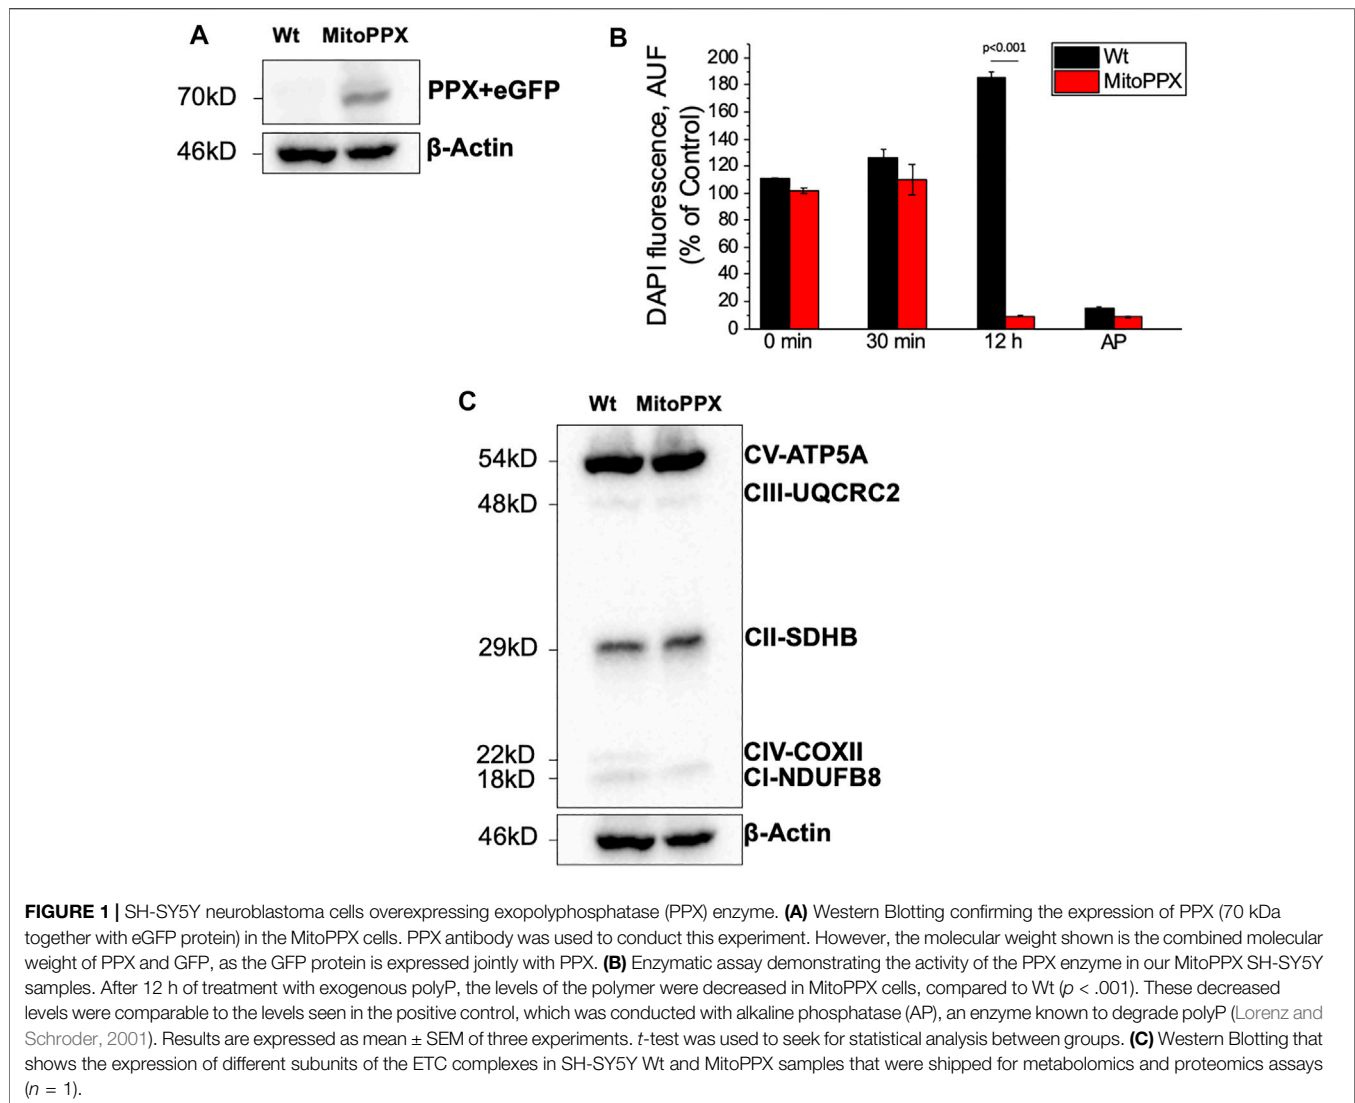 A
Wt MitoPPX
70kD
PPX+eGFP
46kD
β-Actin
B
DAPI fluorescence, AUF
(% of Control)
200
180
160
140
120
100
80
60
40
20
0
p<0.001
Wt
MitoPPX
0 min
30 min
12 h
AP
C
Wt MitoPPX
54kD
CV-ATP5A
48kD
CIII-UQCRC2
29kD
CII-SDHB
22kD
CIV-COXII
18kD
CI-NDUFB8
46kD
β-Actin
FIGURE 1 | SH-SY5Y neuroblastoma cells overexpressing exopolyphosphatase (PPX) enzyme. (A) Western Blotting confirming the expression of PPX (70 kDa
together with eGFP protein) in the MitoPPX cells. PPX antibody was used to conduct this experiment. However, the molecular weight shown is the combined molecular
weight of PPX and GFP, as the GFP protein is expressed jointly with PPX. (B) Enzymatic assay demonstrating the activity of the PPX enzyme in our MitoPPX SH-SY5Y
samples. After 12 h of treatment with exogenous polyP, the levels of the polymer were decreased in MitoPPX cells, compared to Wt (p < .001). These decreased
levels were comparable to the levels seen in the positive control, which was conducted with alkaline phosphatase (AP), an enzyme known to degrade polyP (Lorenz and
Schroder, 2001). Results are expressed as mean ± SEM of three experiments. t-test was used to seek for statistical analysis between groups. (C) Western Blotting that
shows the expression of different subunits of the ETC complexes in SH-SY5Y Wt and MitoPPX samples that were shipped for metabolomics and proteomics assays
(n = 1).